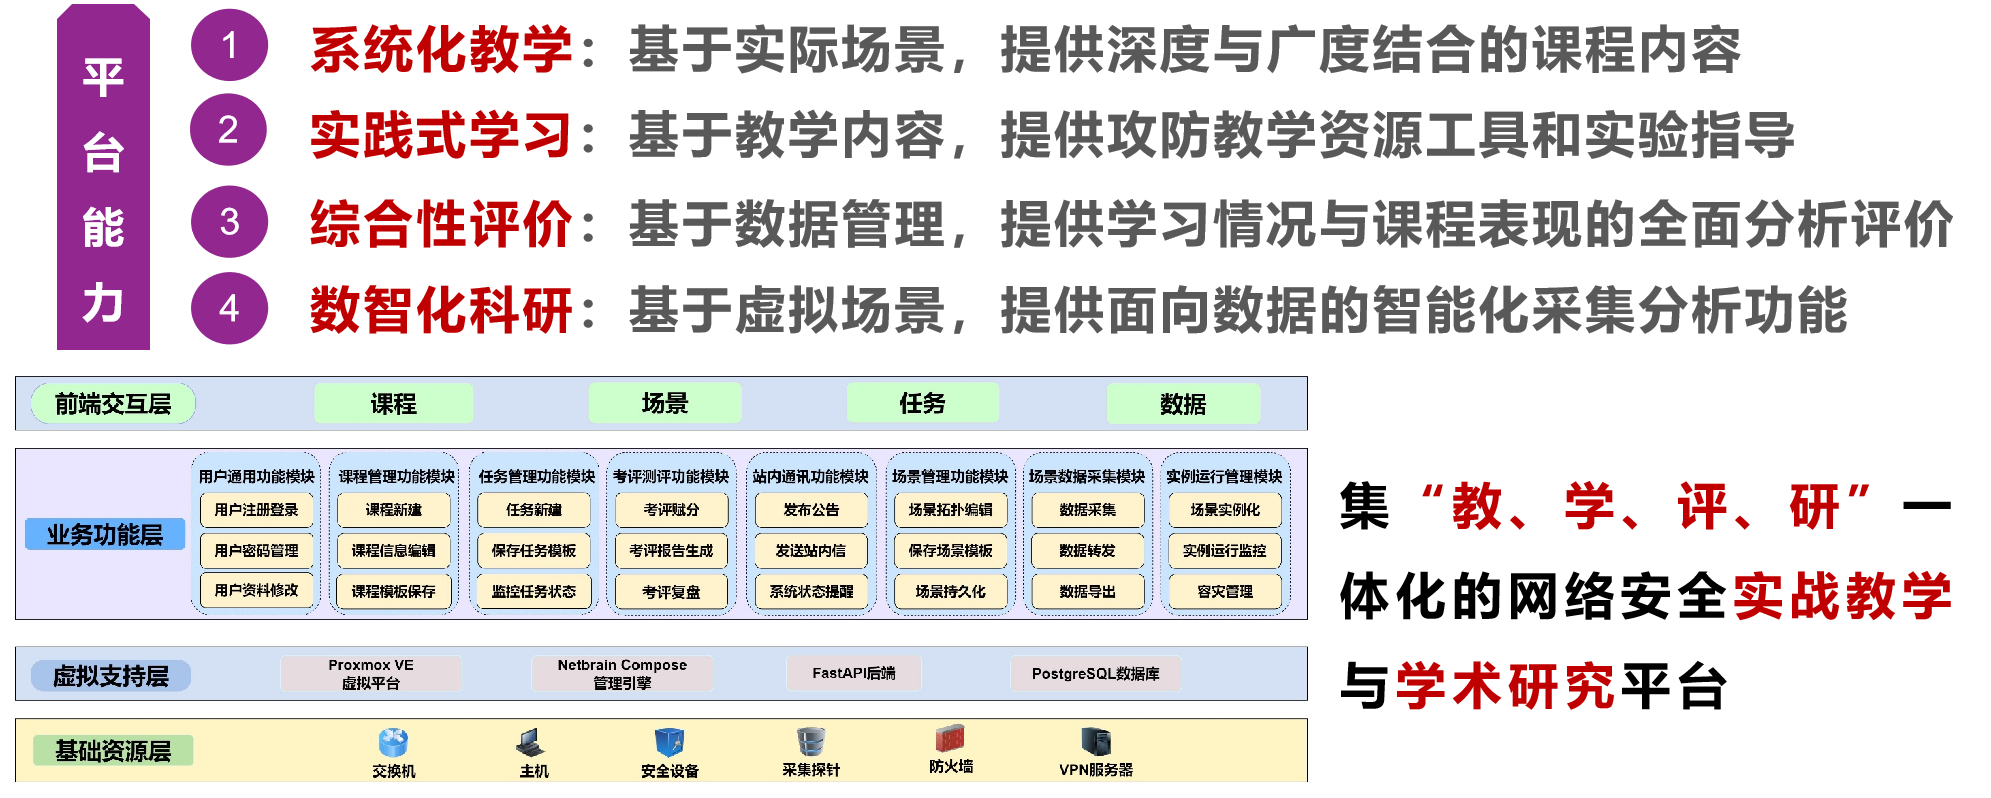 平台能力
1 系统化教学：基于实际场景，提供深度与广度结合的课程内容
2 实践式学习：基于教学内容，提供攻防教学资源工具和实验指导
3 综合性评价：基于数据管理，提供学习情况与课程表现的全面分析评价
4 数智化科研：基于虚拟场景，提供面向数据的智能化采集分析功能
前端交互层 课程 场景 任务 数据
业务功能层
用户通用功能模块
用户注册登录
用户密码管理
用户资料修改
课程管理功能模块
课程新建
课程信息编辑
课程模板保存
任务管理功能模块
任务新建
保存任务模板
监控任务状态
考评测评功能模块
考评赋分
考评报告生成
考评复盘
站内通讯功能模块
发布公告
发送站内信
系统状态提醒
场景管理功能模块
场景拓扑编辑
保存场景模板
场景持久化
场景数据采集模块
数据采集
数据转发
数据导出
实例运行管理模块
场景实例化
实例运行监控
容灾管理
虚拟支持层
Proxmox VE
虚拟平台
Netbrain Compose
管理引擎
FastAPI后端
PostgreSQL数据库
基础资源层
交换机
主机
安全设备
采集探针
防火墙
VPN服务器
集“教、学、评、研”一
体化的网络安全实战教学
与学术研究平台